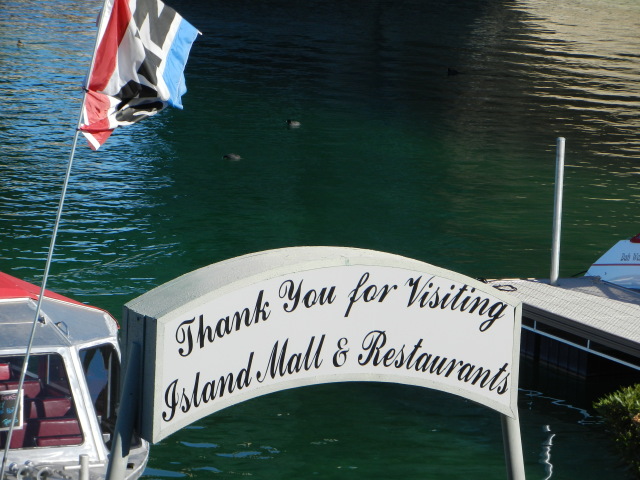 Thank You for Visiting
Island Mall & Restaurants